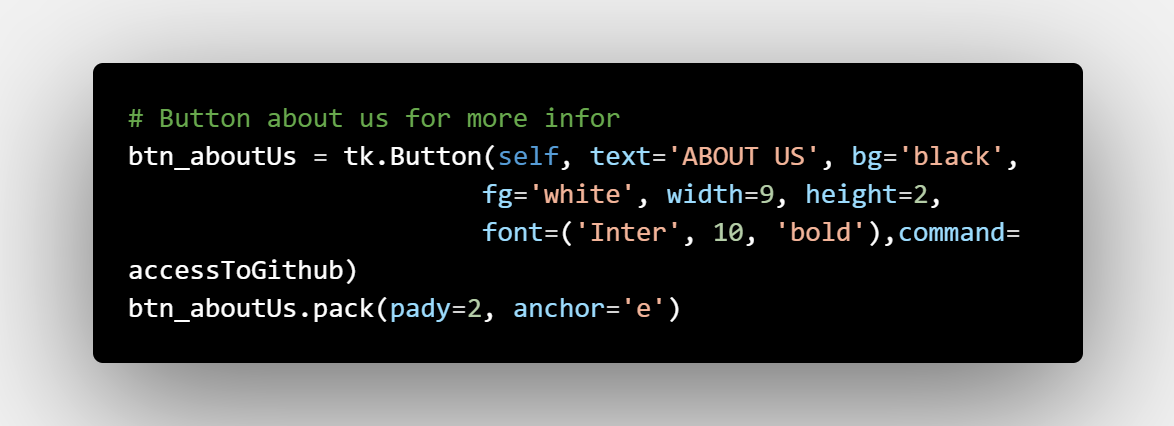 # Button about us for more infor
btn_aboutUs = tk.Button(self, text='ABOUT US', bg='black',
fg='white', width=9, height=2,
font=('Inter', 10, 'bold'),command=
accessToGithub)
btn_aboutUs.pack(pady=2, anchor='e')